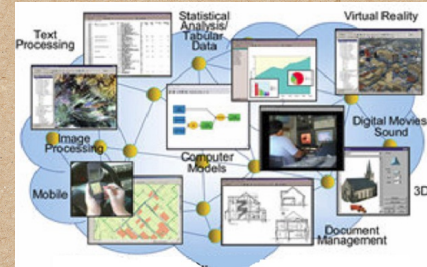 Text
Processing
Statistical
Analysis/
Tabular
Data
Virtual Reality
Image
Processing
Computer
Models
Digital Movies
Sound
Mobile
3D
Document
Management